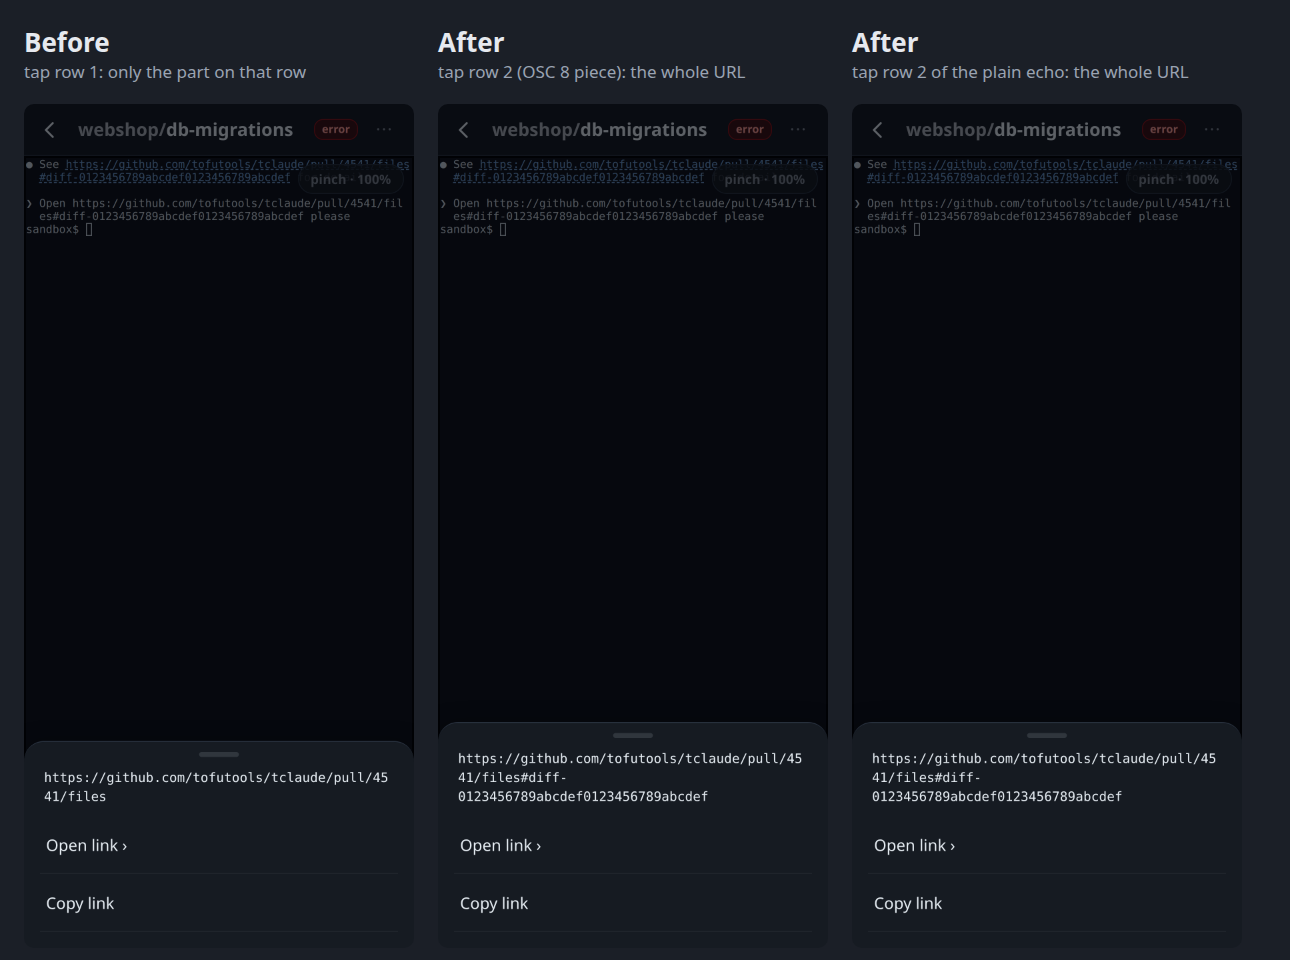 Before
tap row 1: only the part on that row
webshop/db-migrations error ...
● See https://github.com/tofutools/tclaude/pull/4541/files
#diff-0123456789abcdef0123456789abcdef
pinch · 100%
❯ Open https://github.com/tofutools/tclaude/pull/4541/fil
es#diff-0123456789abcdef0123456789abcdef please
sandbox$
https://github.com/tofutools/tclaude/pull/45
41/files
Open link ›
Copy link
After
tap row 2 (OSC 8 piece): the whole URL
webshop/db-migrations error ...
● See https://github.com/tofutools/tclaude/pull/4541/files
#diff-0123456789abcdef0123456789abcdef
pinch · 100%
❯ Open https://github.com/tofutools/tclaude/pull/4541/fil
es#diff-0123456789abcdef0123456789abcdef please
sandbox$
https://github.com/tofutools/tclaude/pull/45
41/files#diff-
0123456789abcdef0123456789abcdef
Open link ›
Copy link
After
tap row 2 of the plain echo: the whole URL
webshop/db-migrations error ...
● See https://github.com/tofutools/tclaude/pull/4541/files
#diff-0123456789abcdef0123456789abcdef
pinch · 100%
❯ Open https://github.com/tofutools/tclaude/pull/4541/fil
es#diff-0123456789abcdef0123456789abcdef please
sandbox$
https://github.com/tofutools/tclaude/pull/45
41/files#diff-
0123456789abcdef0123456789abcdef
Open link ›
Copy link